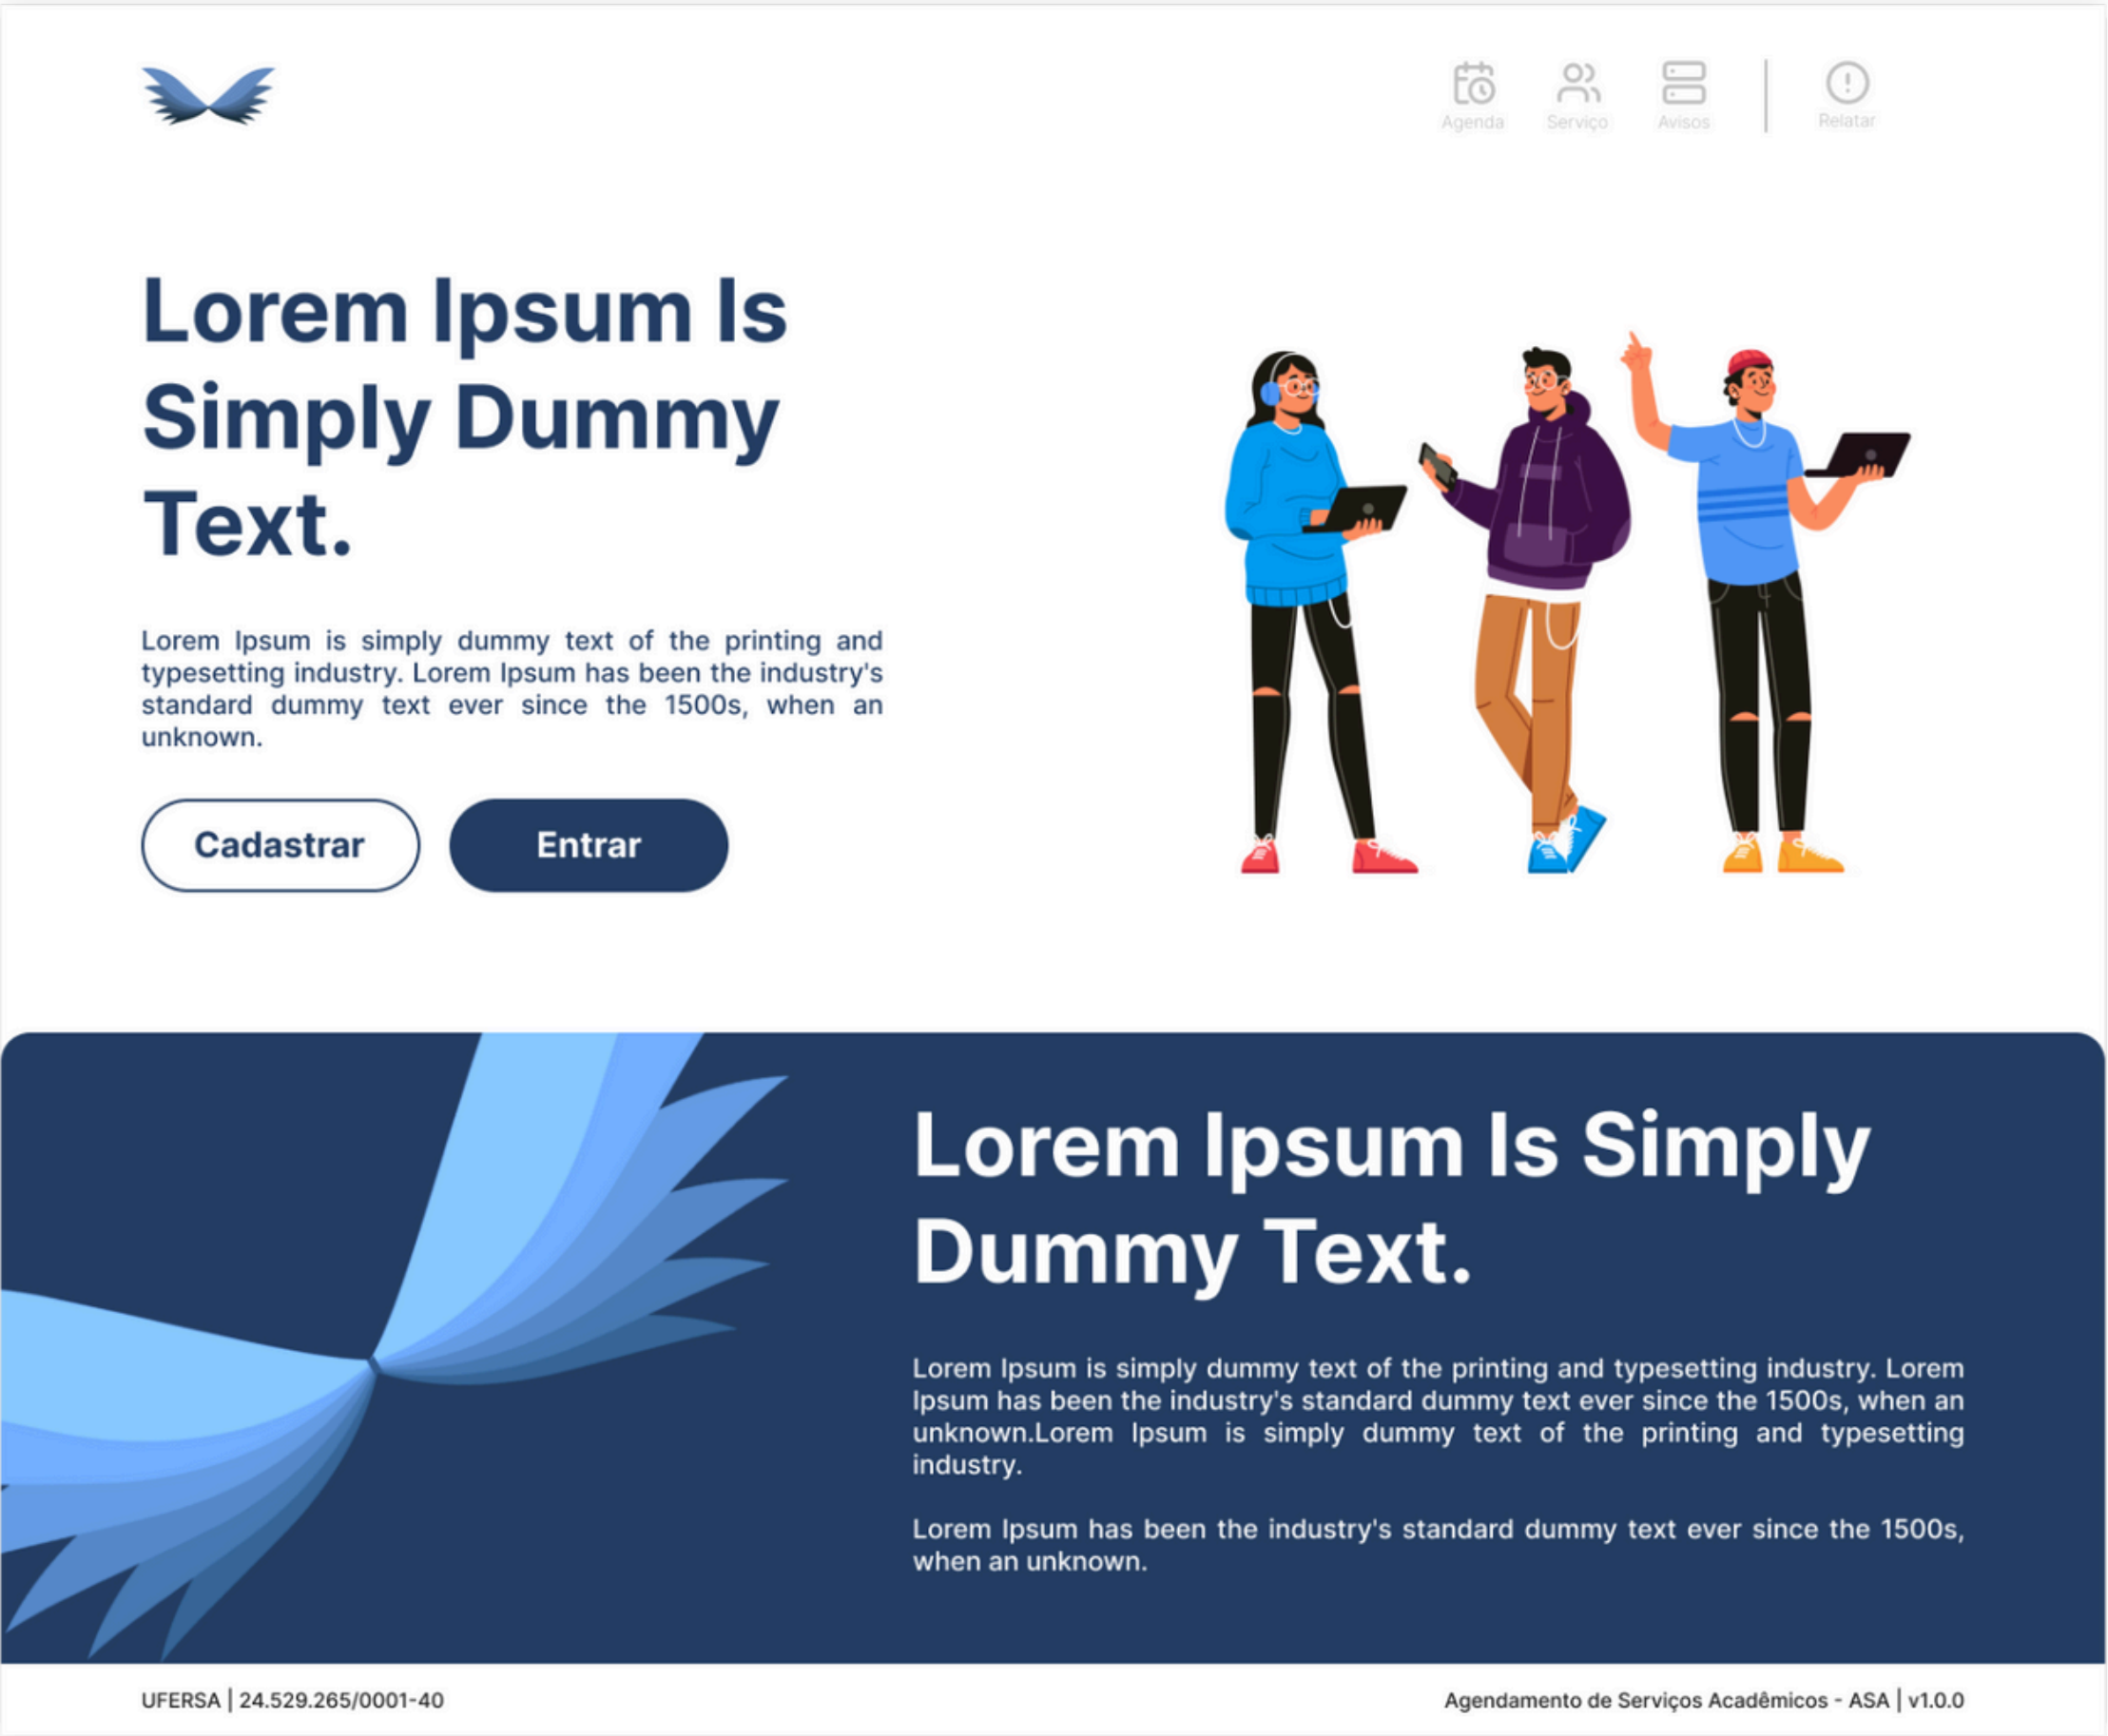 Agenda Serviço Avisos Relatar
Lorem Ipsum Is
Simply Dummy
Text.
Lorem Ipsum is simply dummy text of the printing and
typesetting industry. Lorem Ipsum has been the industry's
standard dummy text ever since the 1500s, when an
unknown.
Cadastrar Entrar
Lorem Ipsum Is Simply
Dummy Text.
Lorem Ipsum is simply dummy text of the printing and typesetting industry. Lorem
Ipsum has been the industry's standard dummy text ever since the 1500s, when an
unknown.Lorem Ipsum is simply dummy text of the printing and typesetting
industry.
Lorem Ipsum has been the industry's standard dummy text ever since the 1500s,
when an unknown.
UFERSA | 24.529.265/0001-40
Agendamento de Serviços Acadêmicos - ASA | v1.0.0